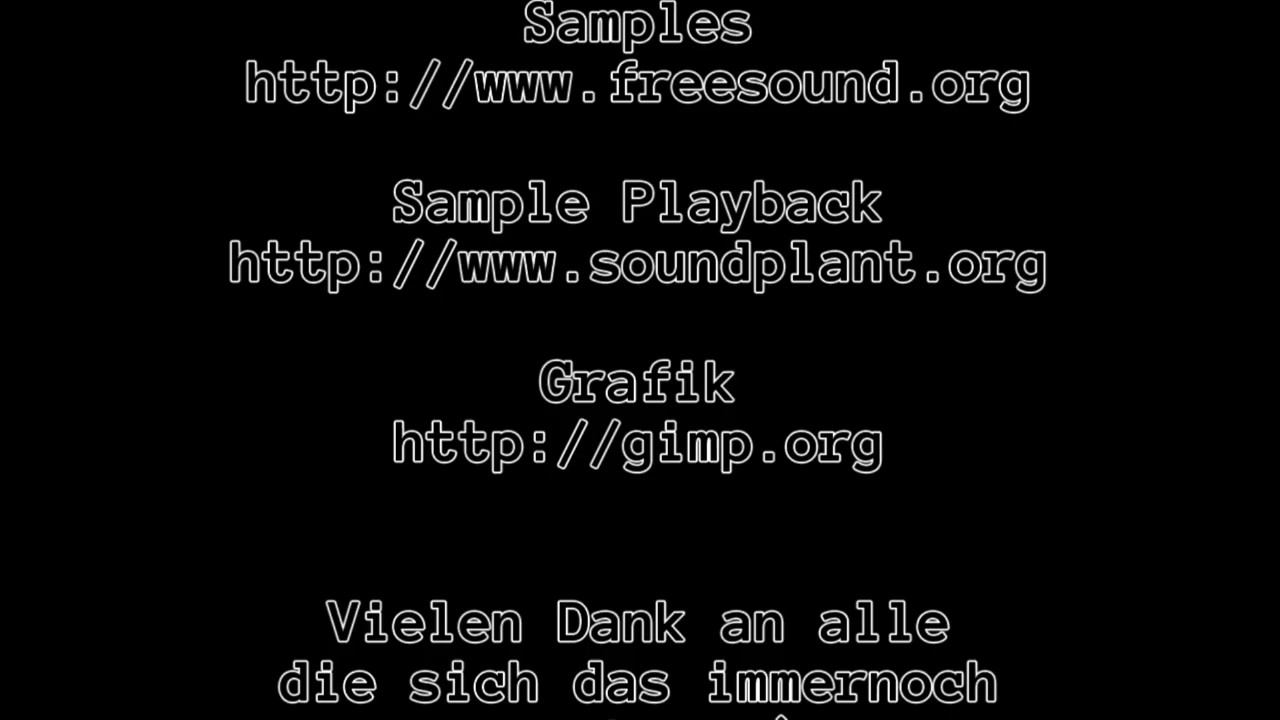 Samples
http://www.freesound.org
Sample Playback
http://www.soundplant.org
Grafik
http://gimp.org
Vielen Dank an alle
die sich das immernoch